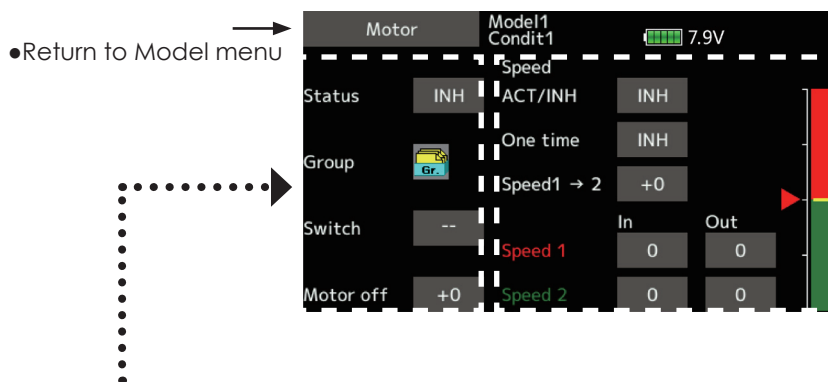 Motor
Model1
Condit1
7.9V
●Return to Model menu
Status INH
Group
Gr.
Switch --
Motor off +0
Speed
ACT/INH INH
One time INH
Speed1 → 2 +0
In Out
Speed 1 0 0
Speed 2 0 0